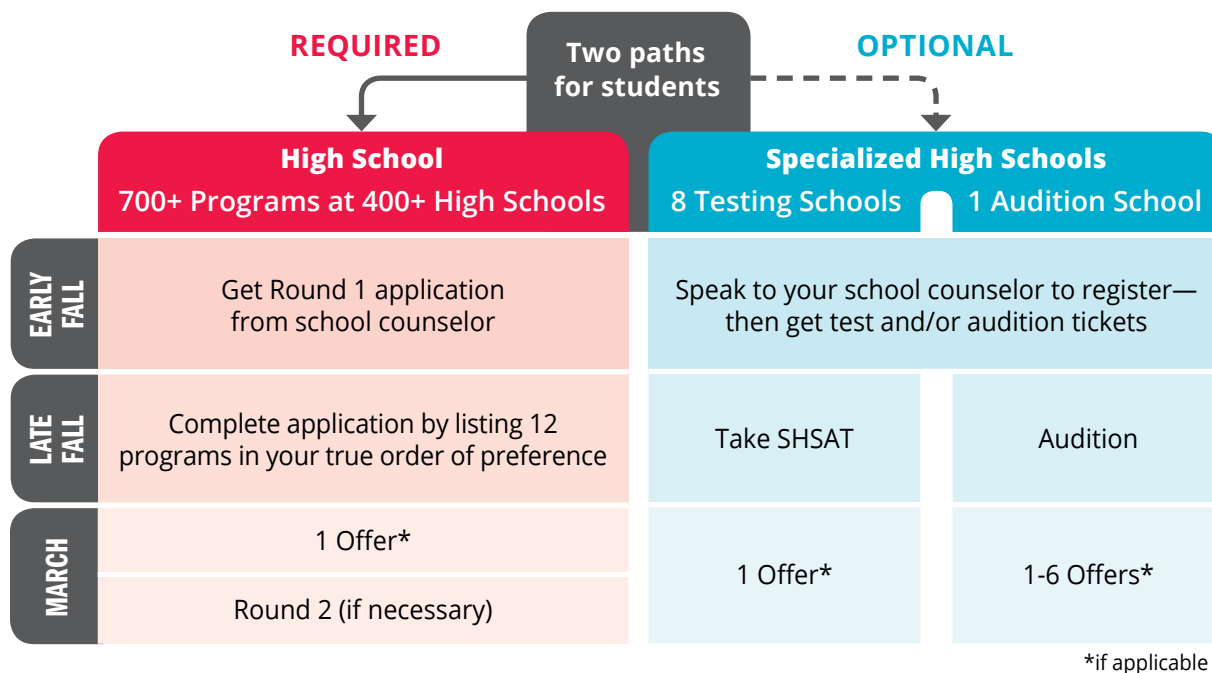 REQUIRED
Two paths
for students
OPTIONAL
High School
700+ Programs at 400+ High Schools
Specialized High Schools
8 Testing Schools
1 Audition School
EARLY
FALL
Get Round 1 application
from school counselor
Speak to your school counselor to register—
then get test and/or audition tickets
LATE
FALL
Complete application by listing 12
programs in your true order of preference
Take SHSAT
Audition
MARCH
1 Offer*
Round 2 (if necessary)
1 Offer*
1-6 Offers*
*if applicable